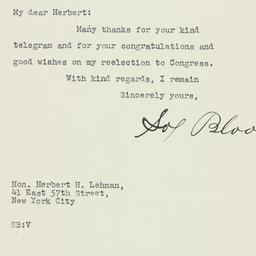 My dear Herbert:
Many thanks for your kind
telegram and for your congratulations and
good wishes on my reelection to Congress.
With kind regards, I remain
Sincerely yours,
Sol Bloo
Hon. Herbert H. Lehman,
41 East 57th Street,
New York City
SB:V